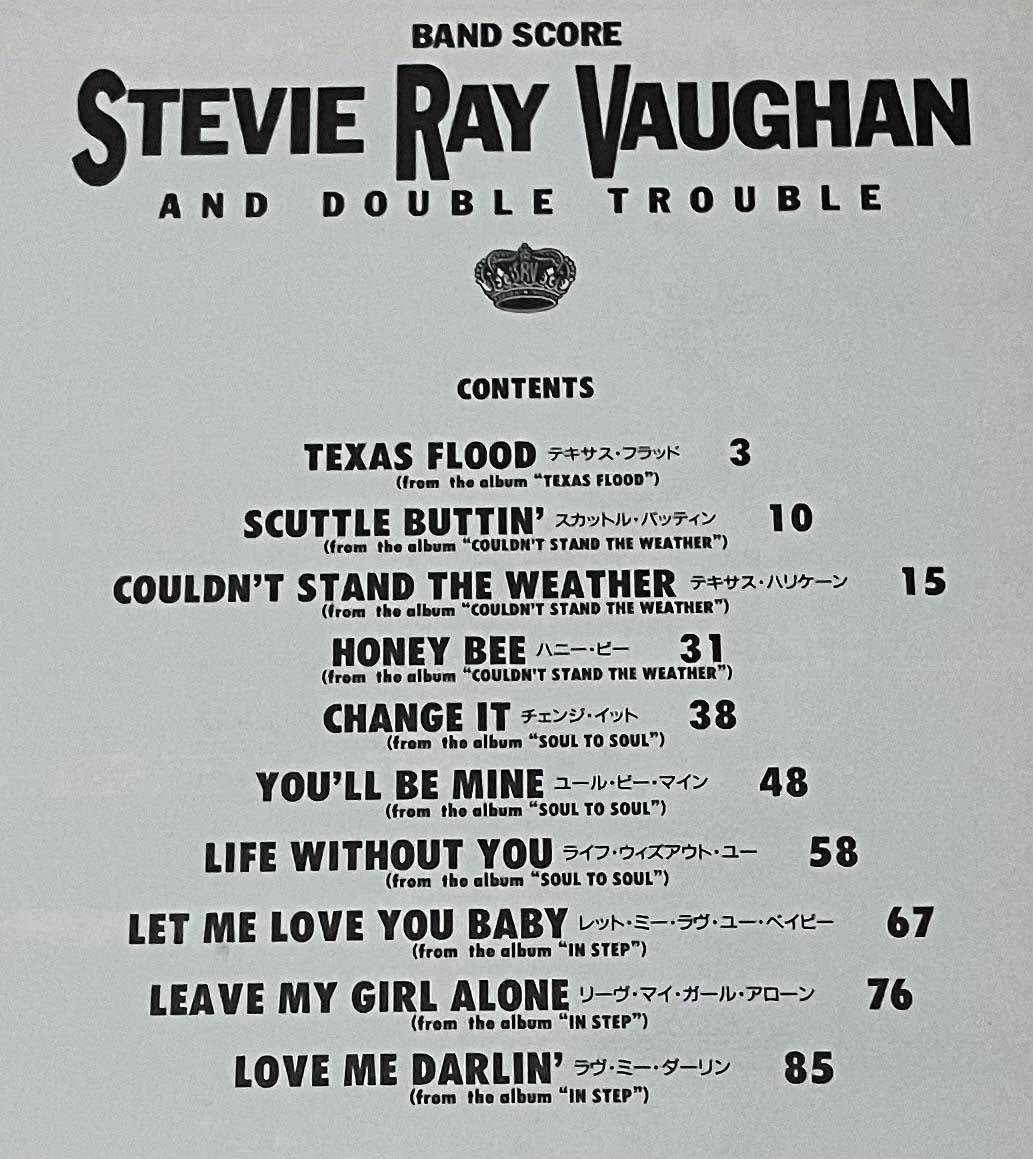 BAND SCORE
STEVIE RAY VAUGHAN
AND DOUBLE TROUBLE
SRV
CONTENTS
TEXAS FLOOD テキサス・フラッド 3
(from the album “TEXAS FLOOD”)
SCUTTLE BUTTIN’ スカットル・バッティン 10
(from the album “COULDN'T STAND THE WEATHER”)
COULDN’T STAND THE WEATHER テキサス・ハリケーン 15
(from the album “COULDN'T STAND THE WEATHER”)
HONEY BEE ハニー・ビー 31
(from the album “COULDN'T STAND THE WEATHER”)
CHANGE IT チェンジ・イット 38
(from the album “SOUL TO SOUL”)
YOU’LL BE MINE ユール・ビー・マイン 48
(from the album “SOUL TO SOUL”)
LIFE WITHOUT YOU ライフ・ウィズアウト・ユー 58
(from the album “SOUL TO SOUL”)
LET ME LOVE YOU BABY レット・ミー・ラヴ・ユー・ベイビー 67
(from the album “IN STEP”)
LEAVE MY GIRL ALONE リーヴ・マイ・ガール・アローン 76
(from the album “IN STEP”)
LOVE ME DARLIN’ ラヴ・ミー・ダーリン 85
(from the album “IN STEP”)